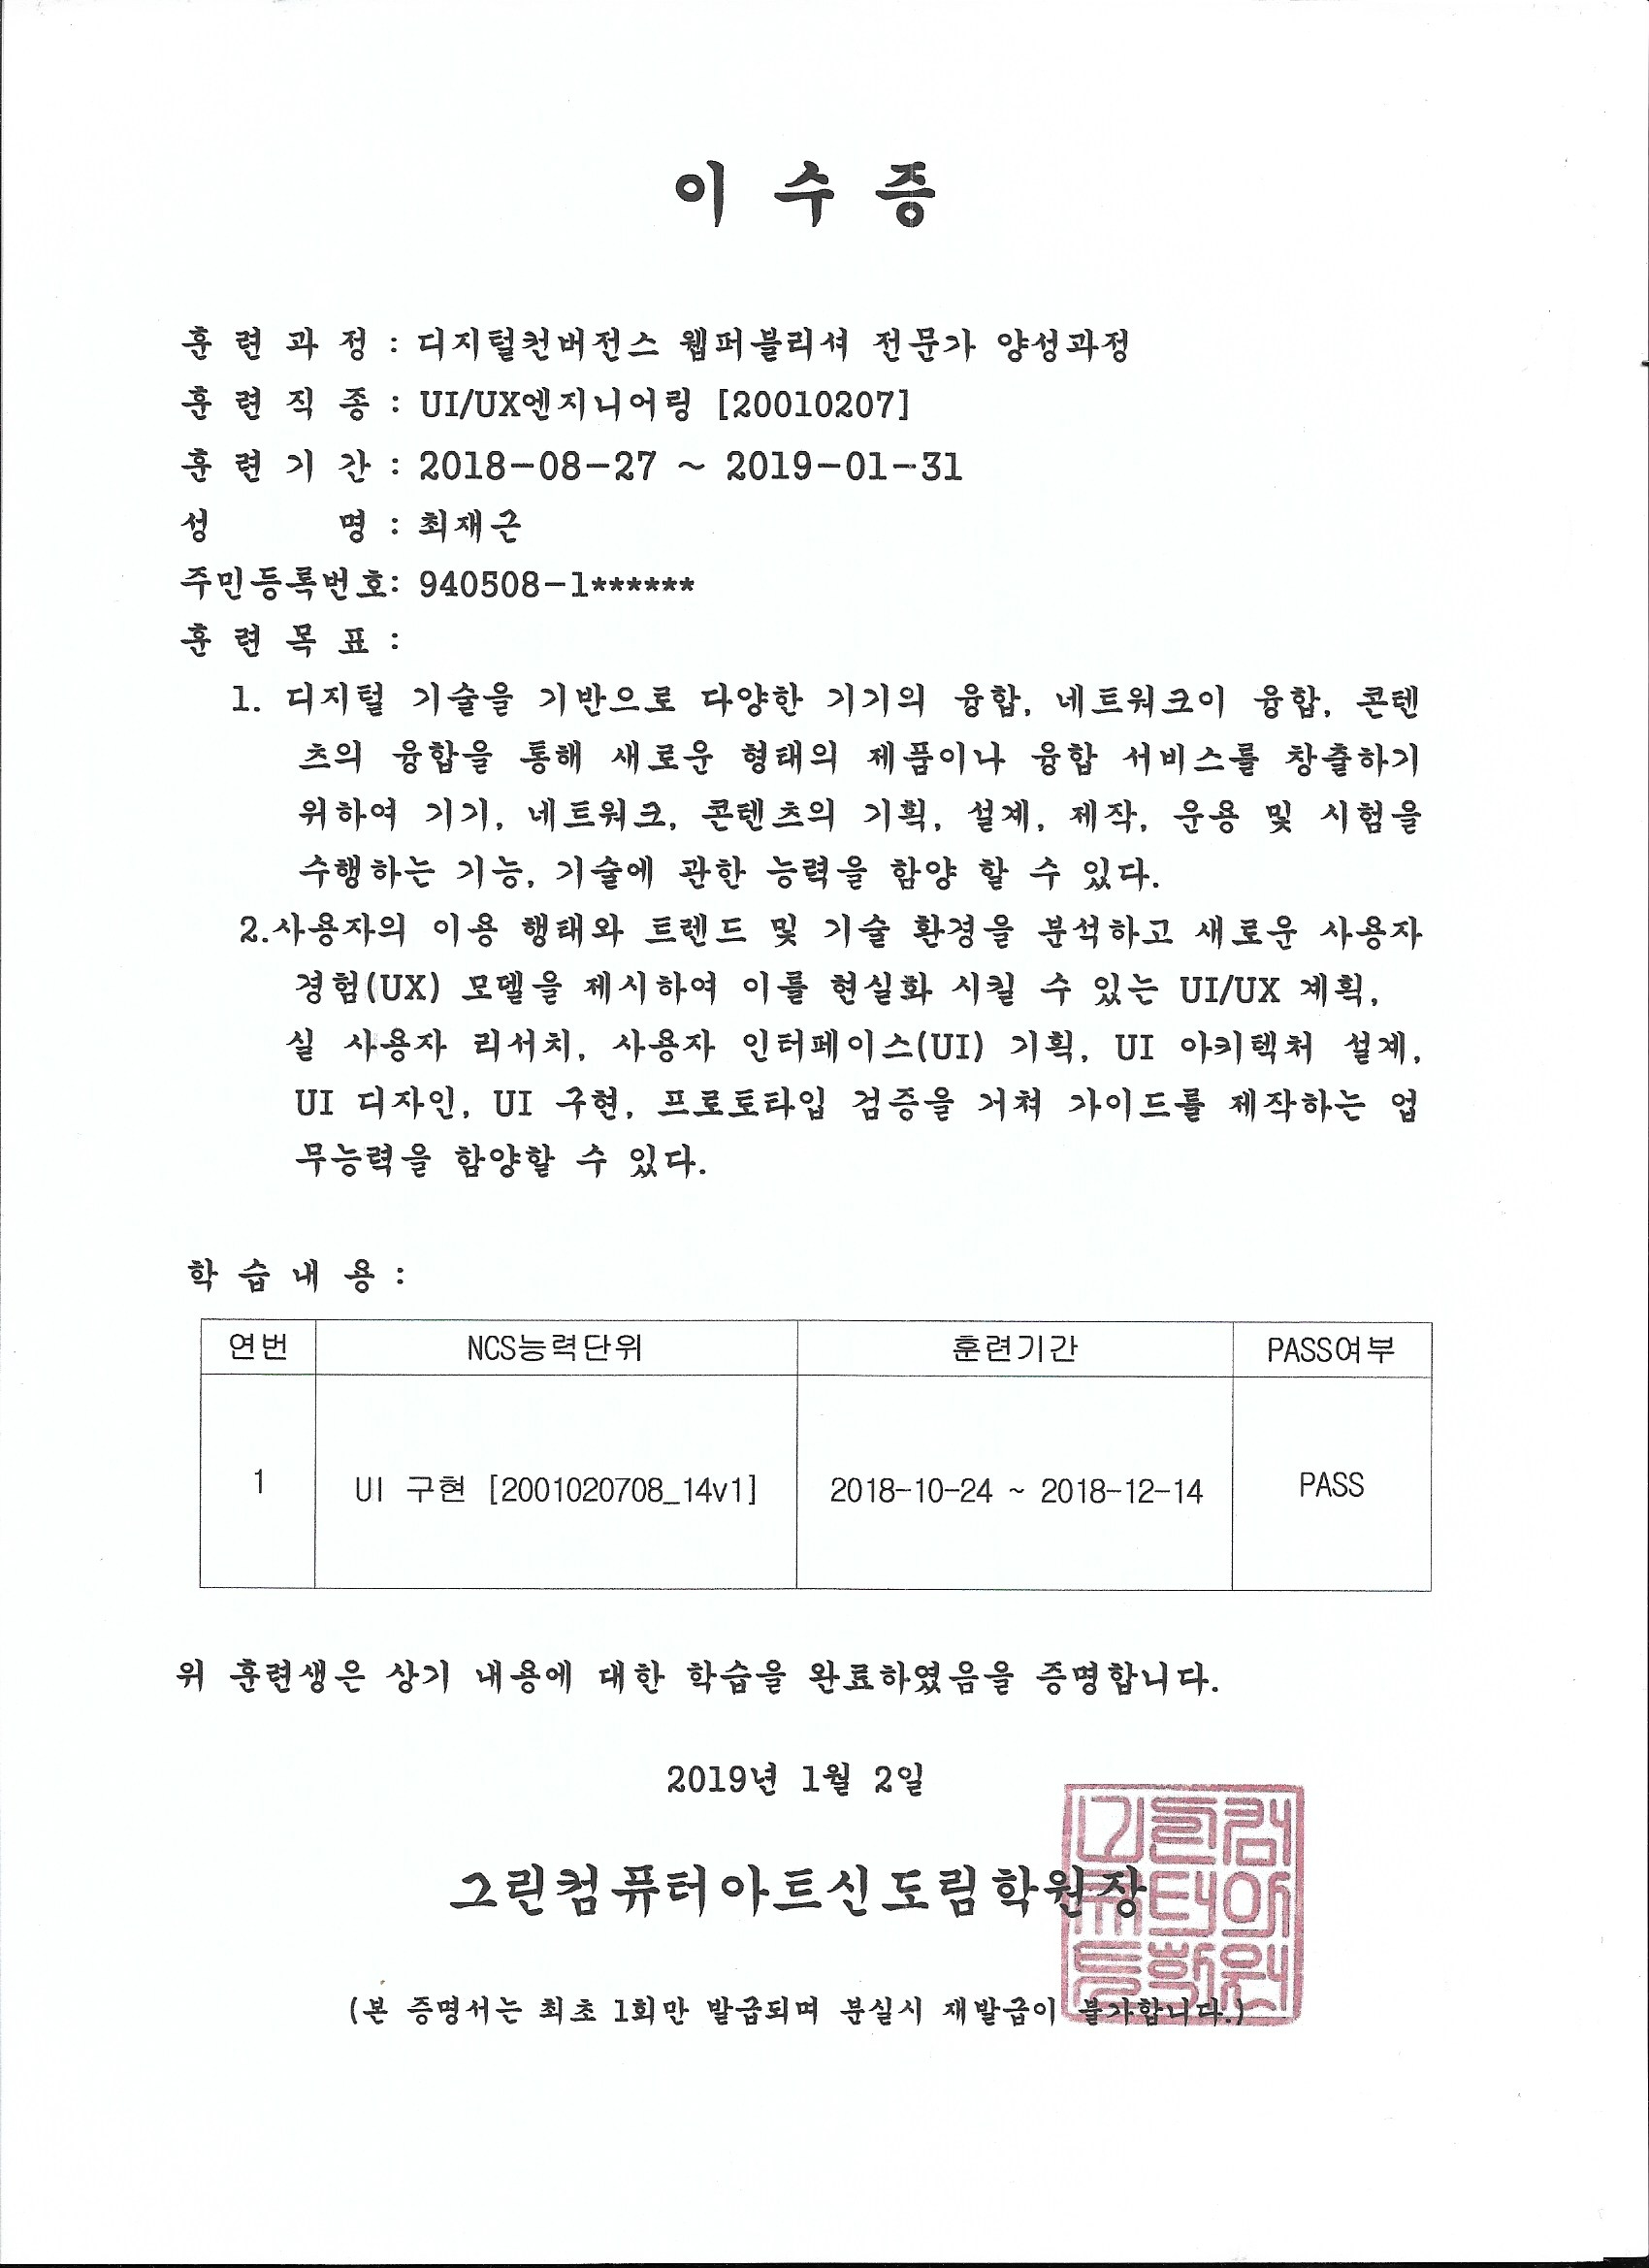 이 수 증
훈 련 과 정 : 디지털컨버전스 웹퍼블리셔 전문가 양성과정
훈 련 직 종 : UI/UX엔지니어링 [20010207]
훈 련 기 간 : 2018-08-27 ~ 2019-01-31
성 명 : 최재근
주민등록번호: 940508-1******
훈 련 목 표 :
1. 디지털 기술을 기반으로 다양한 기기의 융합, 네트워크이 융합, 콘텐
츠의 융합을 통해 새로운 형태의 제품이나 융합 서비스를 창출하기
위하여 기기, 네트워크, 콘텐츠의 기획, 설계, 제작, 운용 및 시험을
수행하는 기능, 기술에 관한 능력을 함양 할 수 있다.
2.사용자의 이용 행태와 트렌드 및 기술 환경을 분석하고 새로운 사용자
경험(UX) 모델을 제시하여 이를 현실화 시킬 수 있는 UI/UX 계획,
실 사용자 리서치, 사용자 인터페이스(UI) 기획, UI 아키텍처 설계,
UI 디자인, UI 구현, 프로토타입 검증을 거쳐 가이드를 제작하는 업
무능력을 함양할 수 있다.
학 습 내 용 :
연번 NCS능력단위 훈련기간 PASS여부
1 UI 구현 [2001020708_14v1] 2018-10-24 ~ 2018-12-14 PASS
위 훈련생은 상기 내용에 대한 학습을 완료하였음을 증명합니다.
2019년 1월 2일
그린컴퓨터아트신도림학원장
(본 증명서는 최초 1회만 발급되며 분실시 재발급이 불가합니다.)